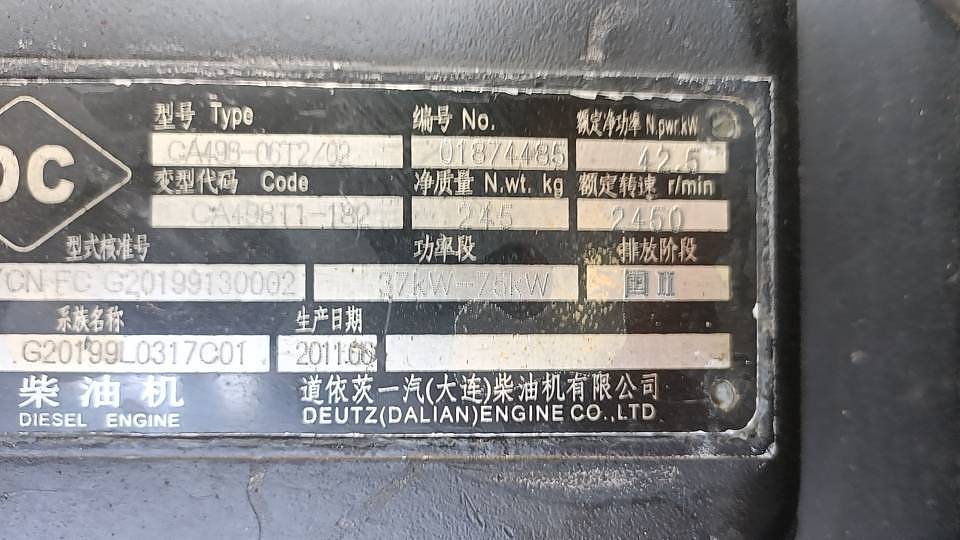 DC
型号 Type 编号 No. 额定净功率 N.pwr.kW
CA498-06T2/02 01874485 42.5
变型代码 Code 净质量 N.wt. kg 额定转速 r/min
CA49811-182 245 2450
型式核准号 功率段 排放阶段
CN FC G20199130002 37kW-75kW 国II
系族名称 生产日期
G20199L0317C01 2011.06
柴油机 道依茨一汽(大连)柴油机有限公司
DIESEL ENGINE DEUTZ(DALIAN)ENGINE CO.,LTD